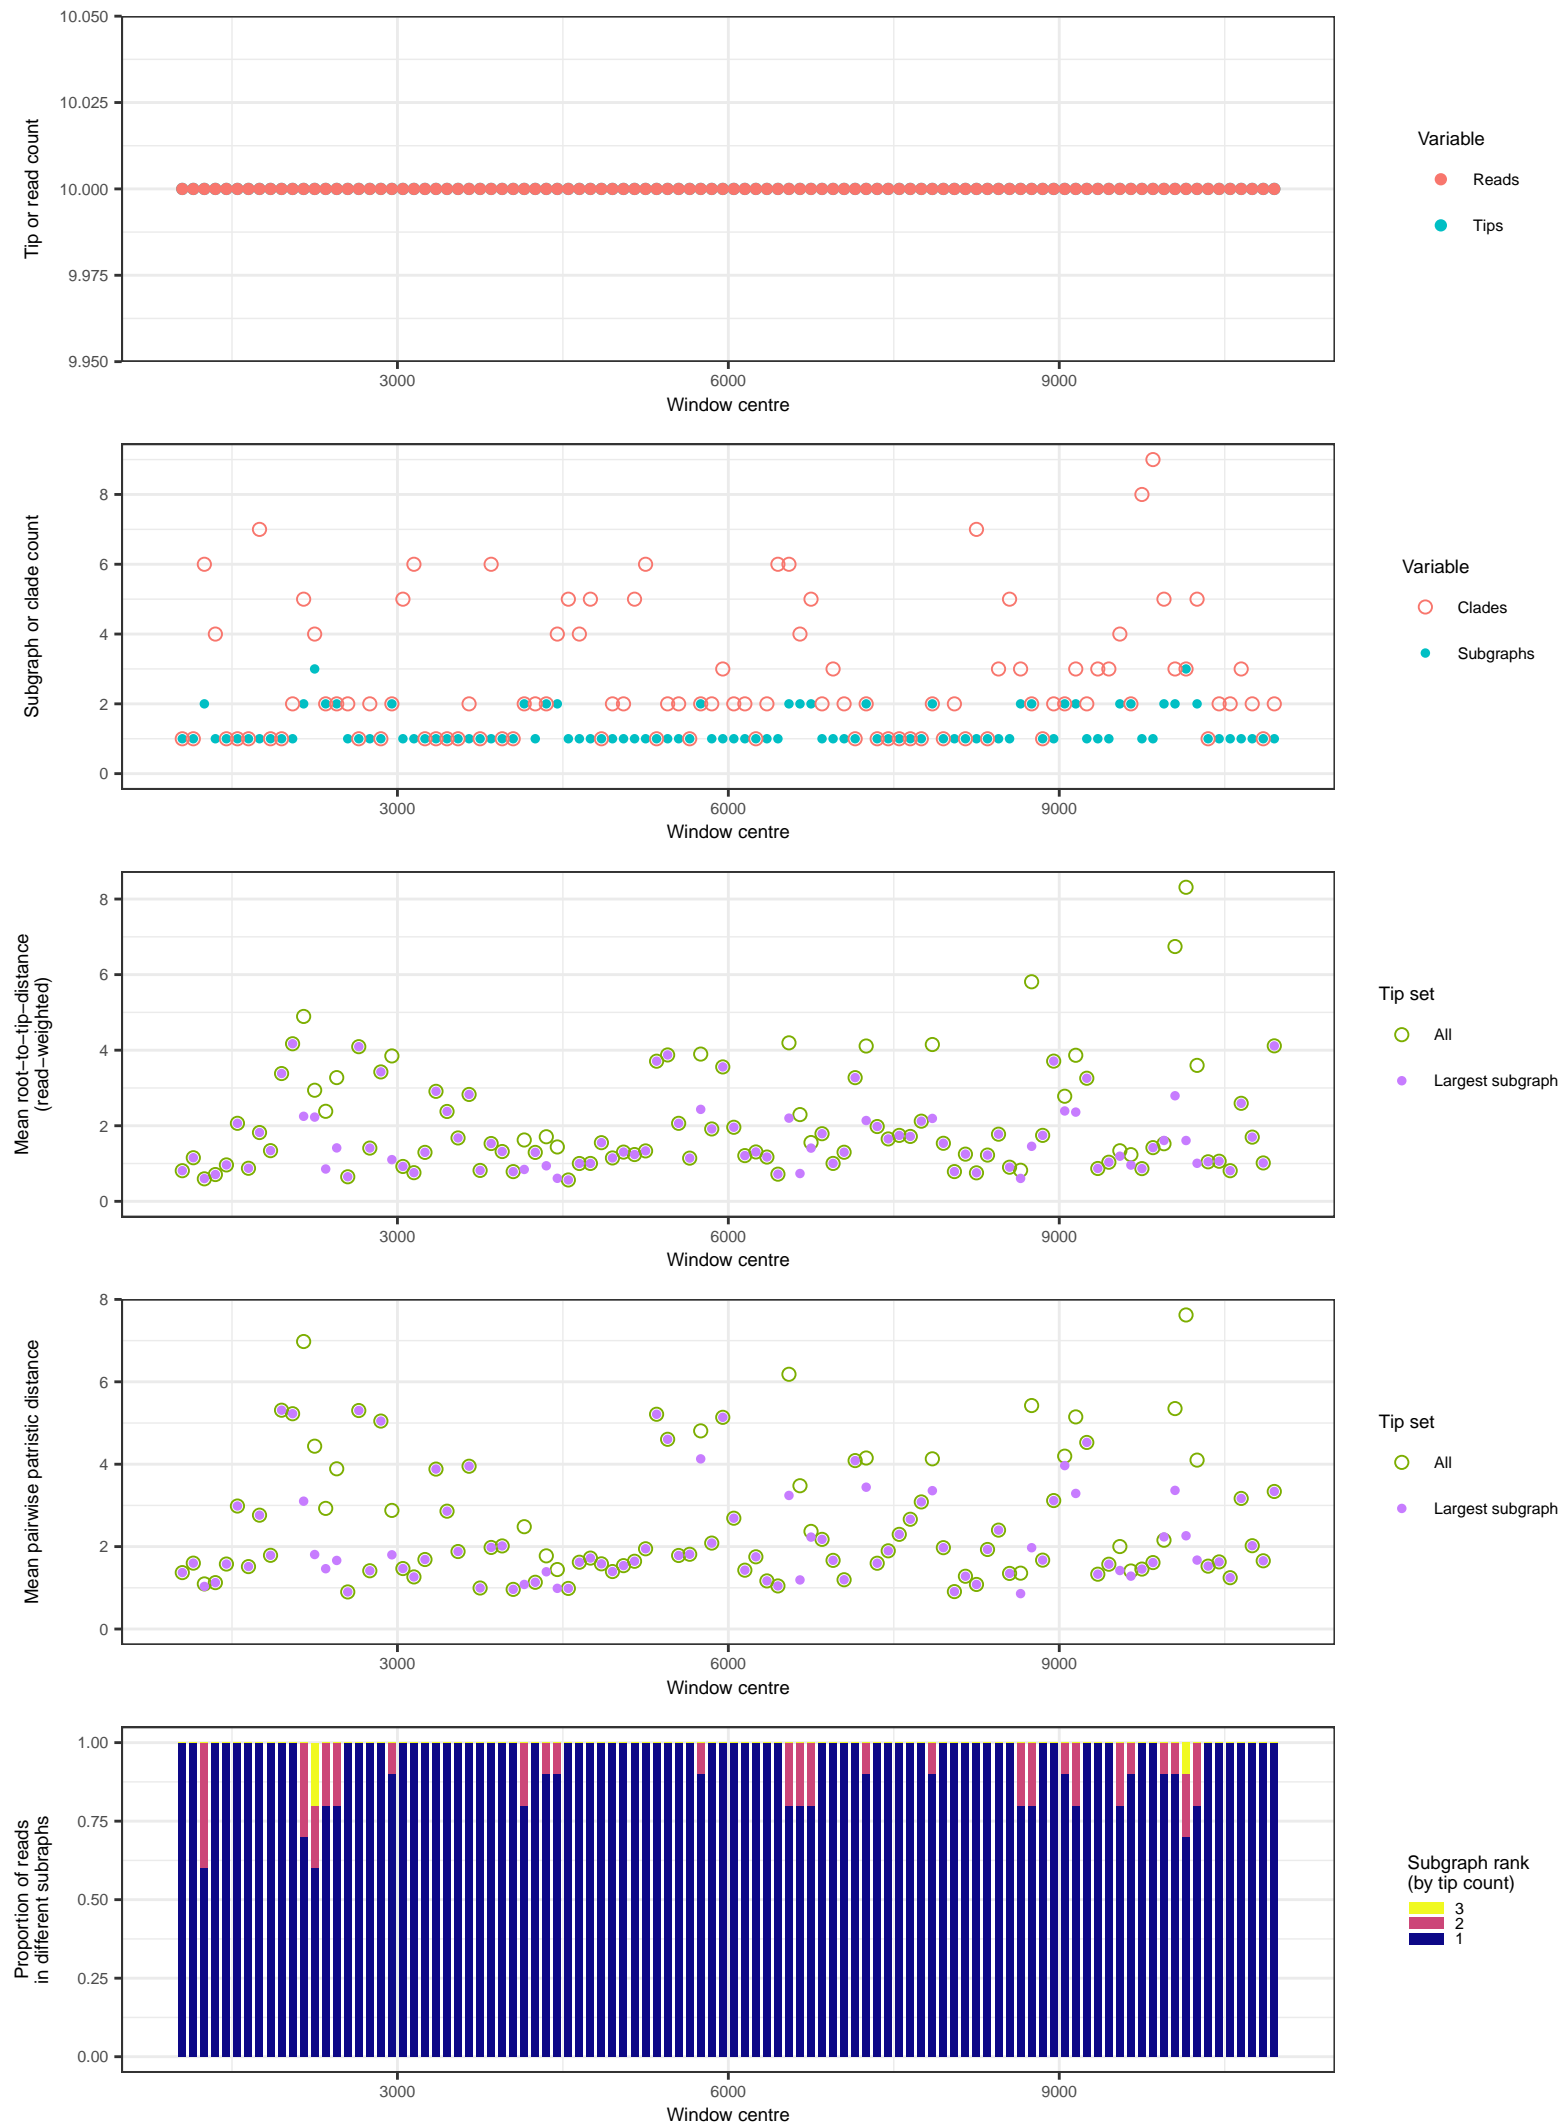 10.050
10.025
10.000
9.975
9.950
Tip or read count
3000
6000
9000
Window centre
Variable
Reads
Tips
8
6
4
2
0
Subgraph or clade count
3000
6000
9000
Window centre
Variable
Clades
Subgraphs
8
6
4
2
0
Mean root−to−tip−distance
(read−weighted)
3000
6000
9000
Window centre
Tip set
All
Largest subgraph
8
6
4
2
0
Mean pairwise patristic distance
3000
6000
9000
Window centre
Tip set
All
Largest subgraph
1.00
0.75
0.50
0.25
0.00
Proportion of reads
in different subraphs
3000
6000
9000
Window centre
Subgraph rank
(by tip count)
3
2
1